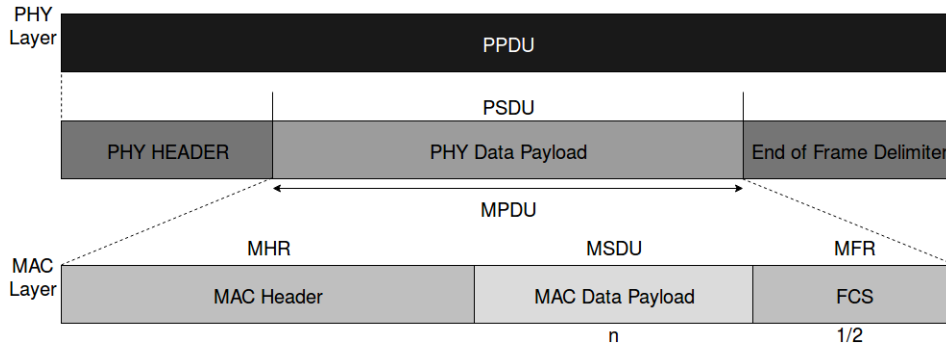 PHY
Layer
PPDU
PSDU
PHY HEADER
PHY Data Payload
End of Frame Delimiter
MPDU
MHR
MSDU
MFR
MAC
Layer
MAC Header
MAC Data Payload
FCS
n
1/2